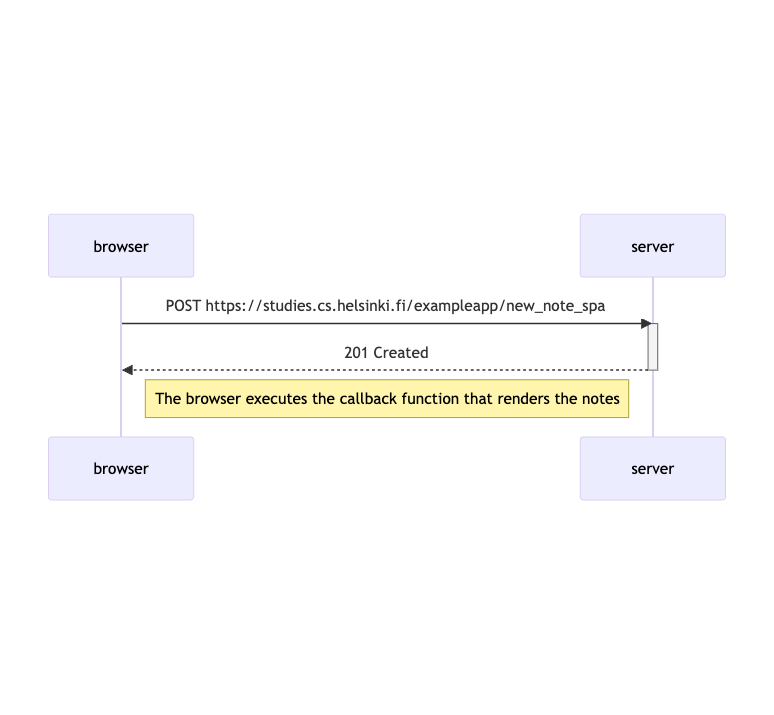 browser
server
POST https://studies.cs.helsinki.fi/exampleapp/new_note_spa
201 Created
The browser executes the callback function that renders the notes
browser
server